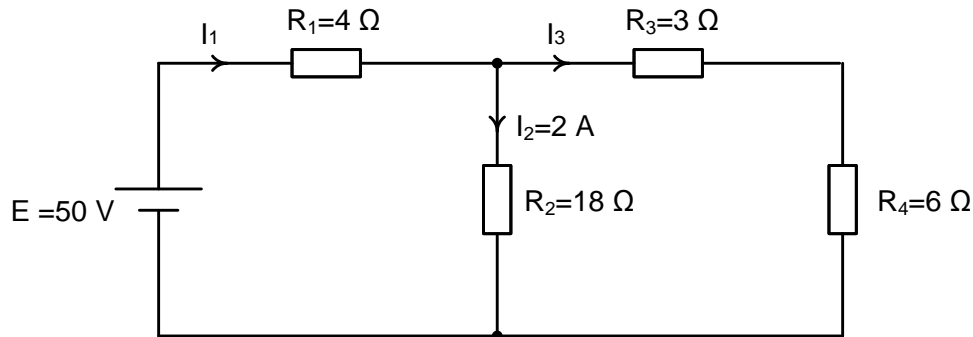 R₁=4 Ω
R₃=3 Ω
I₁
I₃
I₂=2 A
E =50 V
R₂=18 Ω
R₄=6 Ω